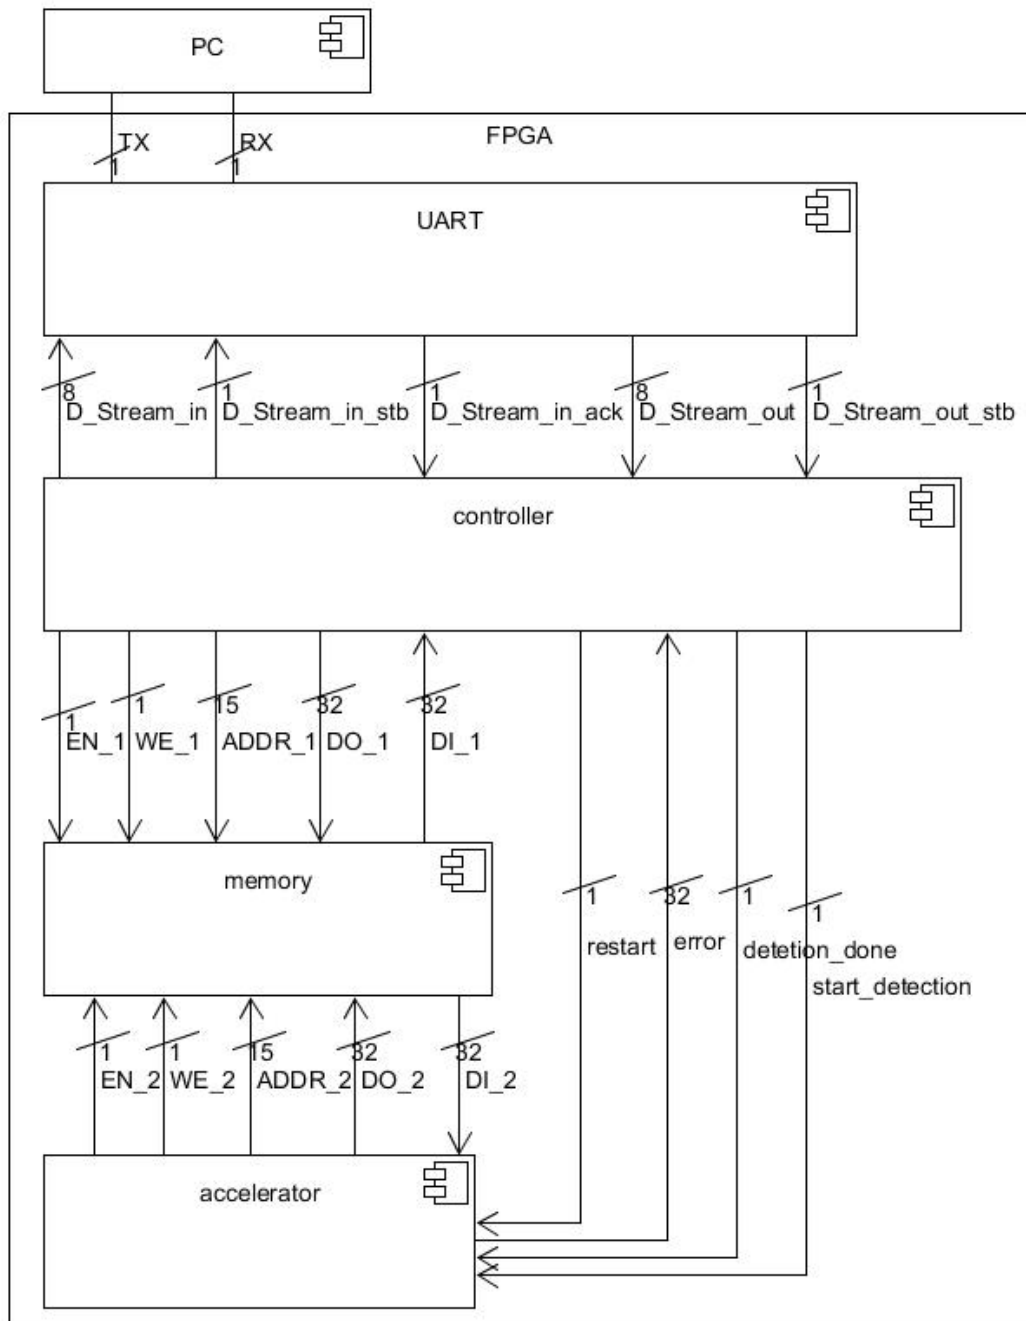 PC
FPGA
TX RX
1 1
UART
8 1 1 8 1
D_Stream_in D_Stream_in_stb D_Stream_in_ack D_Stream_out D_Stream_out_stb
controller
1 1 15 32 32
EN_1 WE_1 ADDR_1 DO_1 DI_1
memory
1 32 1 1
restart error detetion_done
start_detection
1 1 15 32 32
EN_2 WE_2 ADDR_2 DO_2 DI_2
accelerator